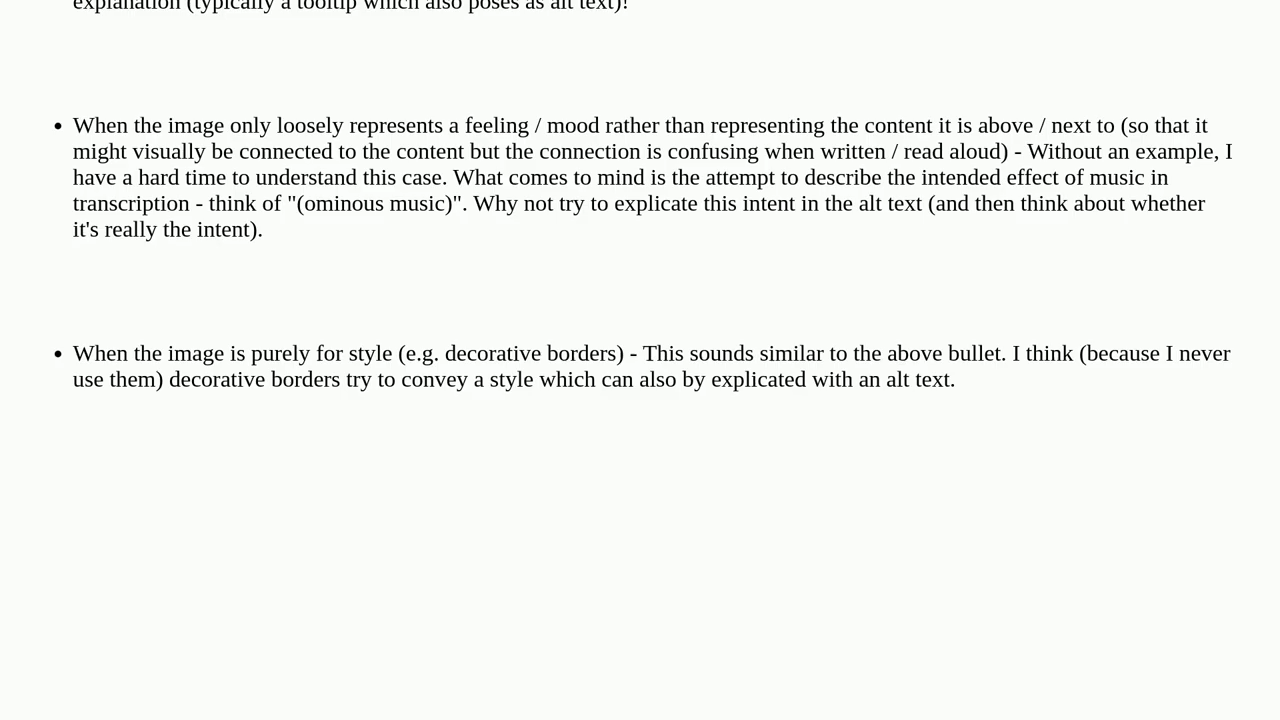 explanation (typically a tooltip which also poses as alt text)!
• When the image only loosely represents a feeling / mood rather than representing the content it is above / next to (so that it
might visually be connected to the content but the connection is confusing when written / read aloud) - Without an example, I
have a hard time to understand this case. What comes to mind is the attempt to describe the intended effect of music in
transcription - think of "(ominous music)". Why not try to explicate this intent in the alt text (and then think about whether
it's really the intent).
• When the image is purely for style (e.g. decorative borders) - This sounds similar to the above bullet. I think (because I never
use them) decorative borders try to convey a style which can also by explicated with an alt text.